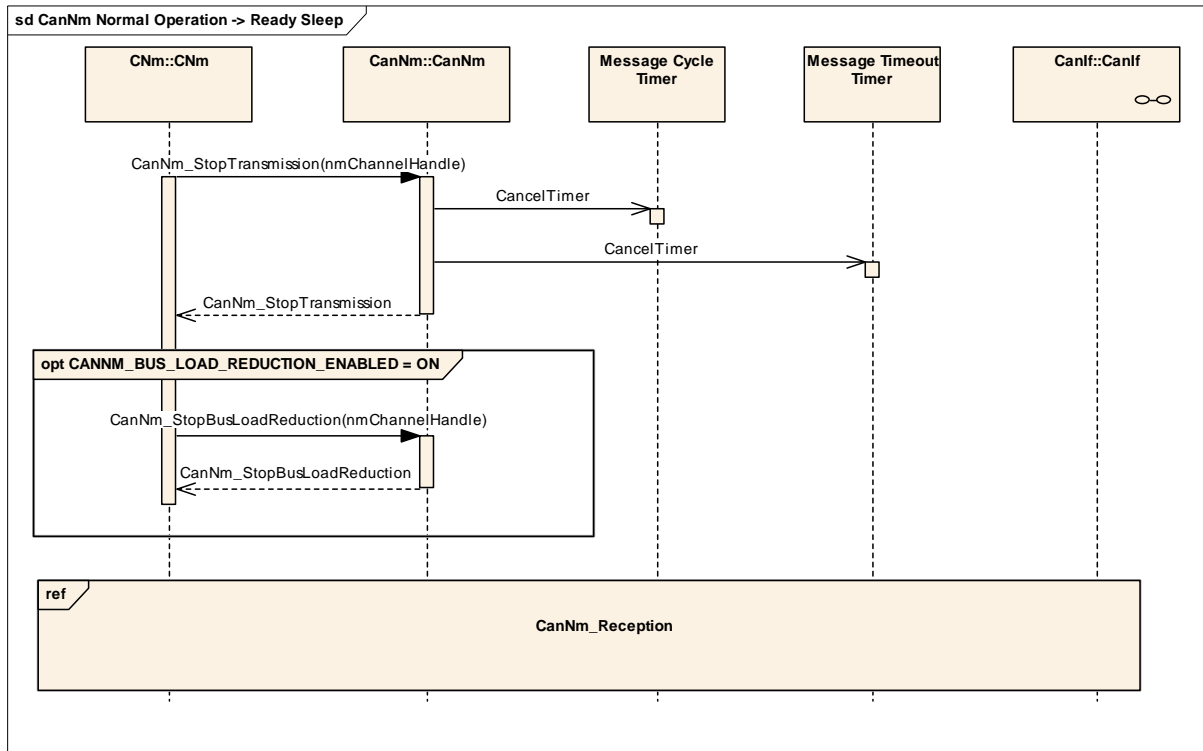 sd CanNm Normal Operation -> Ready Sleep
CNm::CNm
CanNm::CanNm
Message Cycle
Timer
Message Timeout
Timer
CanIf::CanIf
CanNm_StopTransmission(nmChannelHandle)
CancelTimer
CancelTimer
CanNm_StopTransmission
opt CANNM_BUS_LOAD_REDUCTION_ENABLED = ON
CanNm_StopBusLoadReduction(nmChannelHandle)
CanNm_StopBusLoadReduction
ref
CanNm_Reception